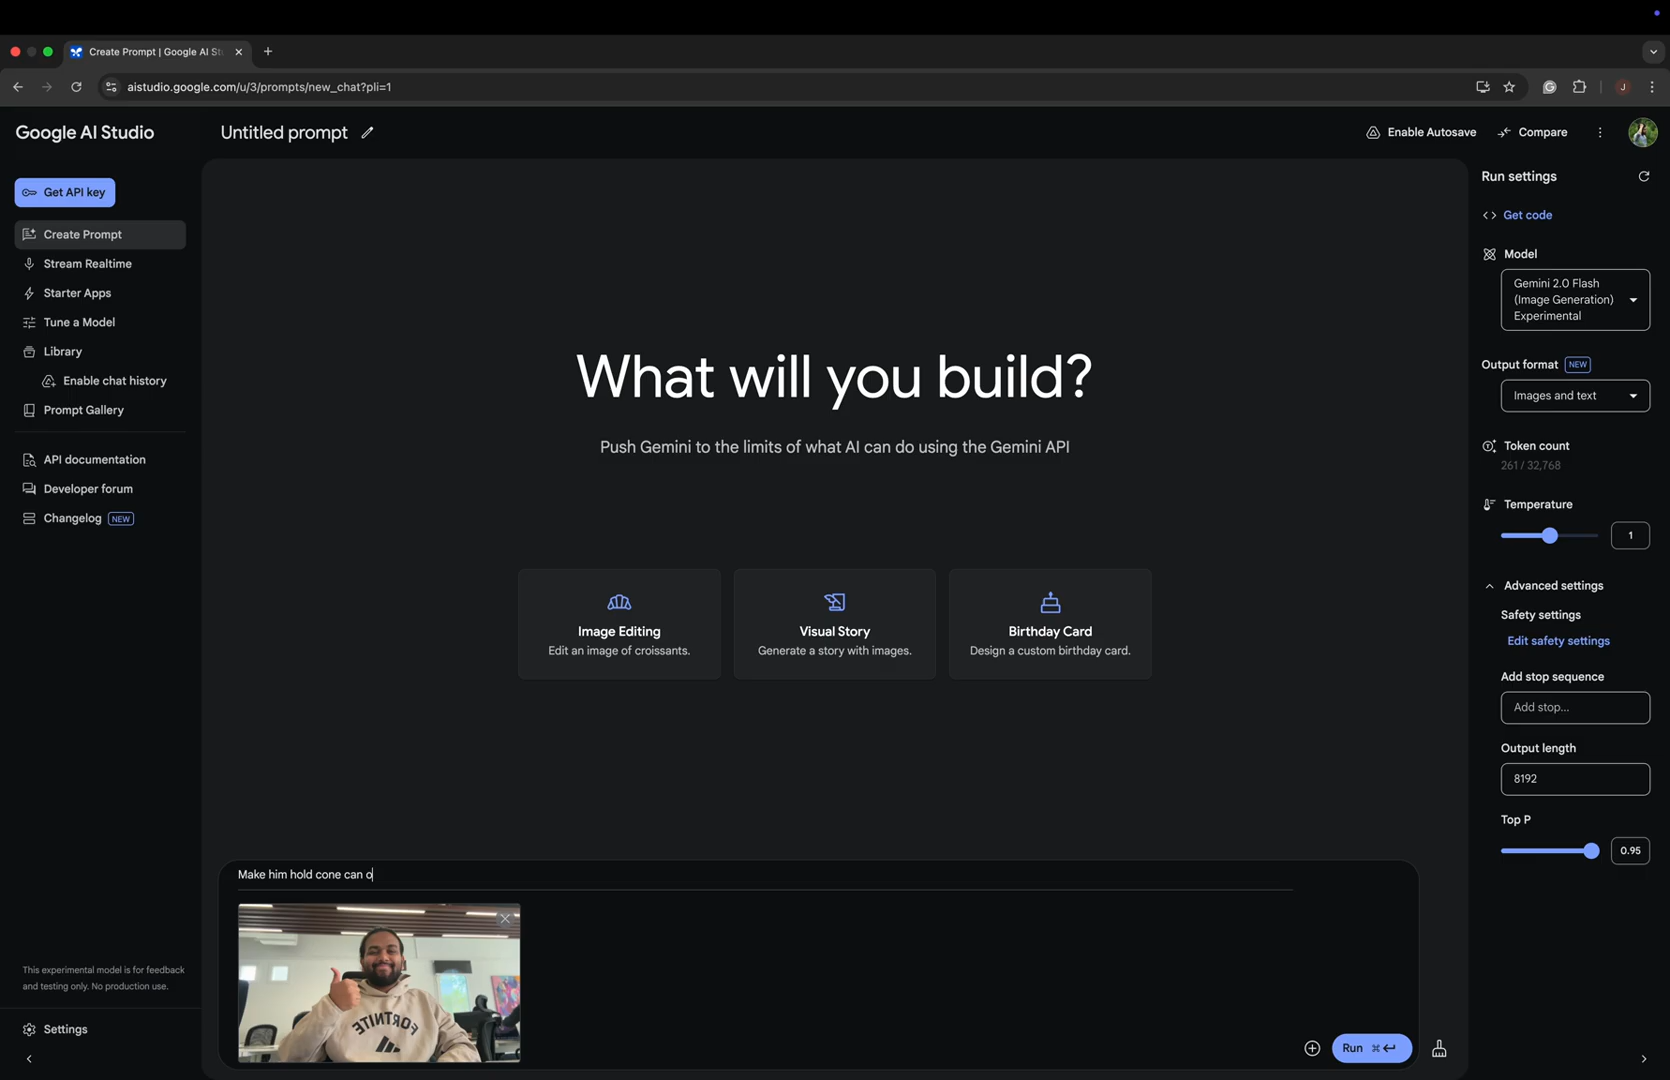 Create Prompt | Google AI St
aistudio.google.com/u/3/prompts/new_chat?pli=1
J
Google AI Studio
Untitled prompt
Enable Autosave
Compare
Get API key
Create Prompt
Stream Realtime
Starter Apps
Tune a Model
Library
Enable chat history
Prompt Gallery
API documentation
Developer forum
Changelog NEW
This experimental model is for feedback
and testing only. No production use.
Settings
What will you build?
Push Gemini to the limits of what AI can do using the Gemini API
Image Editing
Edit an image of croissants.
Visual Story
Generate a story with images.
Birthday Card
Design a custom birthday card.
Make him hold cone can o
FORTNITE
Run ⌘ ↵
Run settings
Get code
Model
Gemini 2.0 Flash
(Image Generation)
Experimental
Output format NEW
Images and text
Token count
261 / 32,768
Temperature
1
Advanced settings
Safety settings
Edit safety settings
Add stop sequence
Add stop...
Output length
8192
Top P
0.95